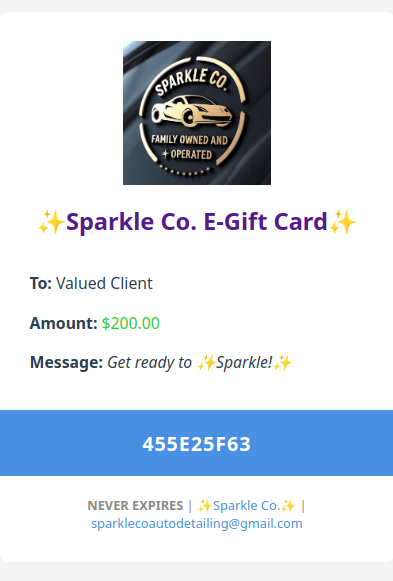 SPARKLE CO.
FAMILY OWNED AND
OPERATED
✨Sparkle Co. E-Gift Card✨
To: Valued Client
Amount: $200.00
Message: Get ready to ✨Sparkle!✨
455E25F63
NEVER EXPIRES | ✨Sparkle Co.✨ |
sparklecoautodetailing@gmail.com